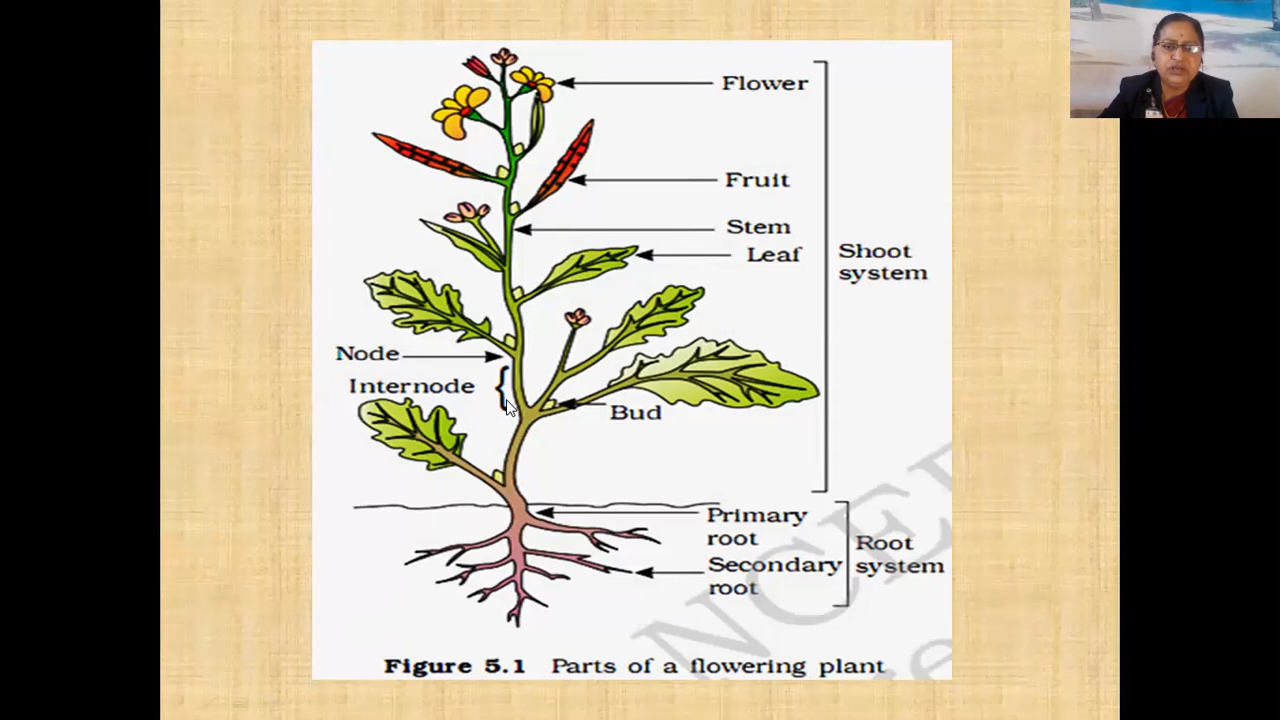 Flower
Fruit
Stem
Leaf
Shoot
system
Node
Internode
Bud
Primary
root
Secondary
root
Root
system
Figure 5.1 Parts of a flowering plant